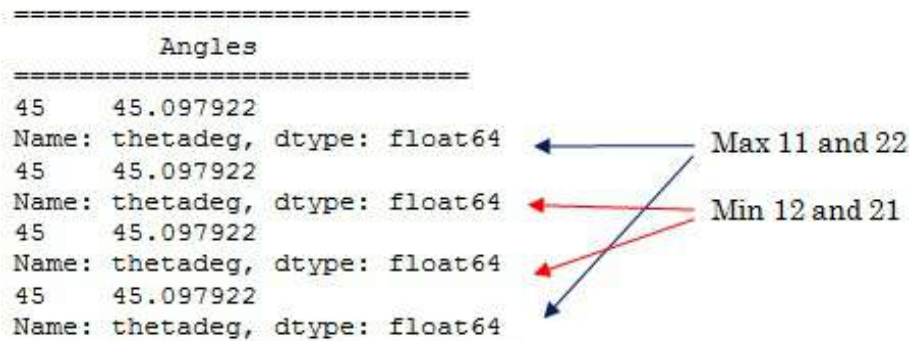 =============================
Angles
=============================
45    45.097922
Name: thetadeg, dtype: float64
45    45.097922
Name: thetadeg, dtype: float64
45    45.097922
Name: thetadeg, dtype: float64
45    45.097922
Name: thetadeg, dtype: float64
Max 11 and 22
Min 12 and 21